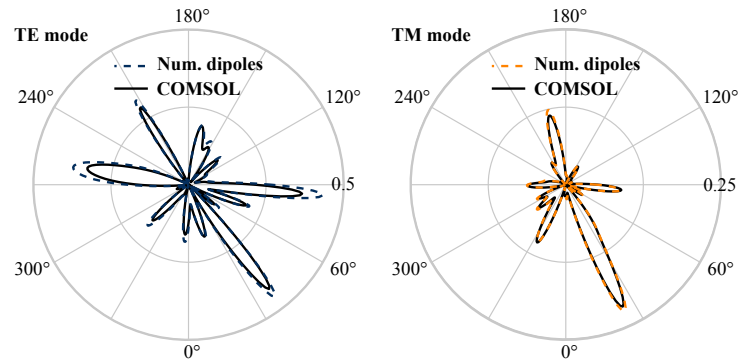 180°
TE mode
Num. dipoles
COMSOL
240°
120°
0.5
300°
60°
0°
180°
TM mode
Num. dipoles
COMSOL
240°
120°
0.25
300°
60°
0°